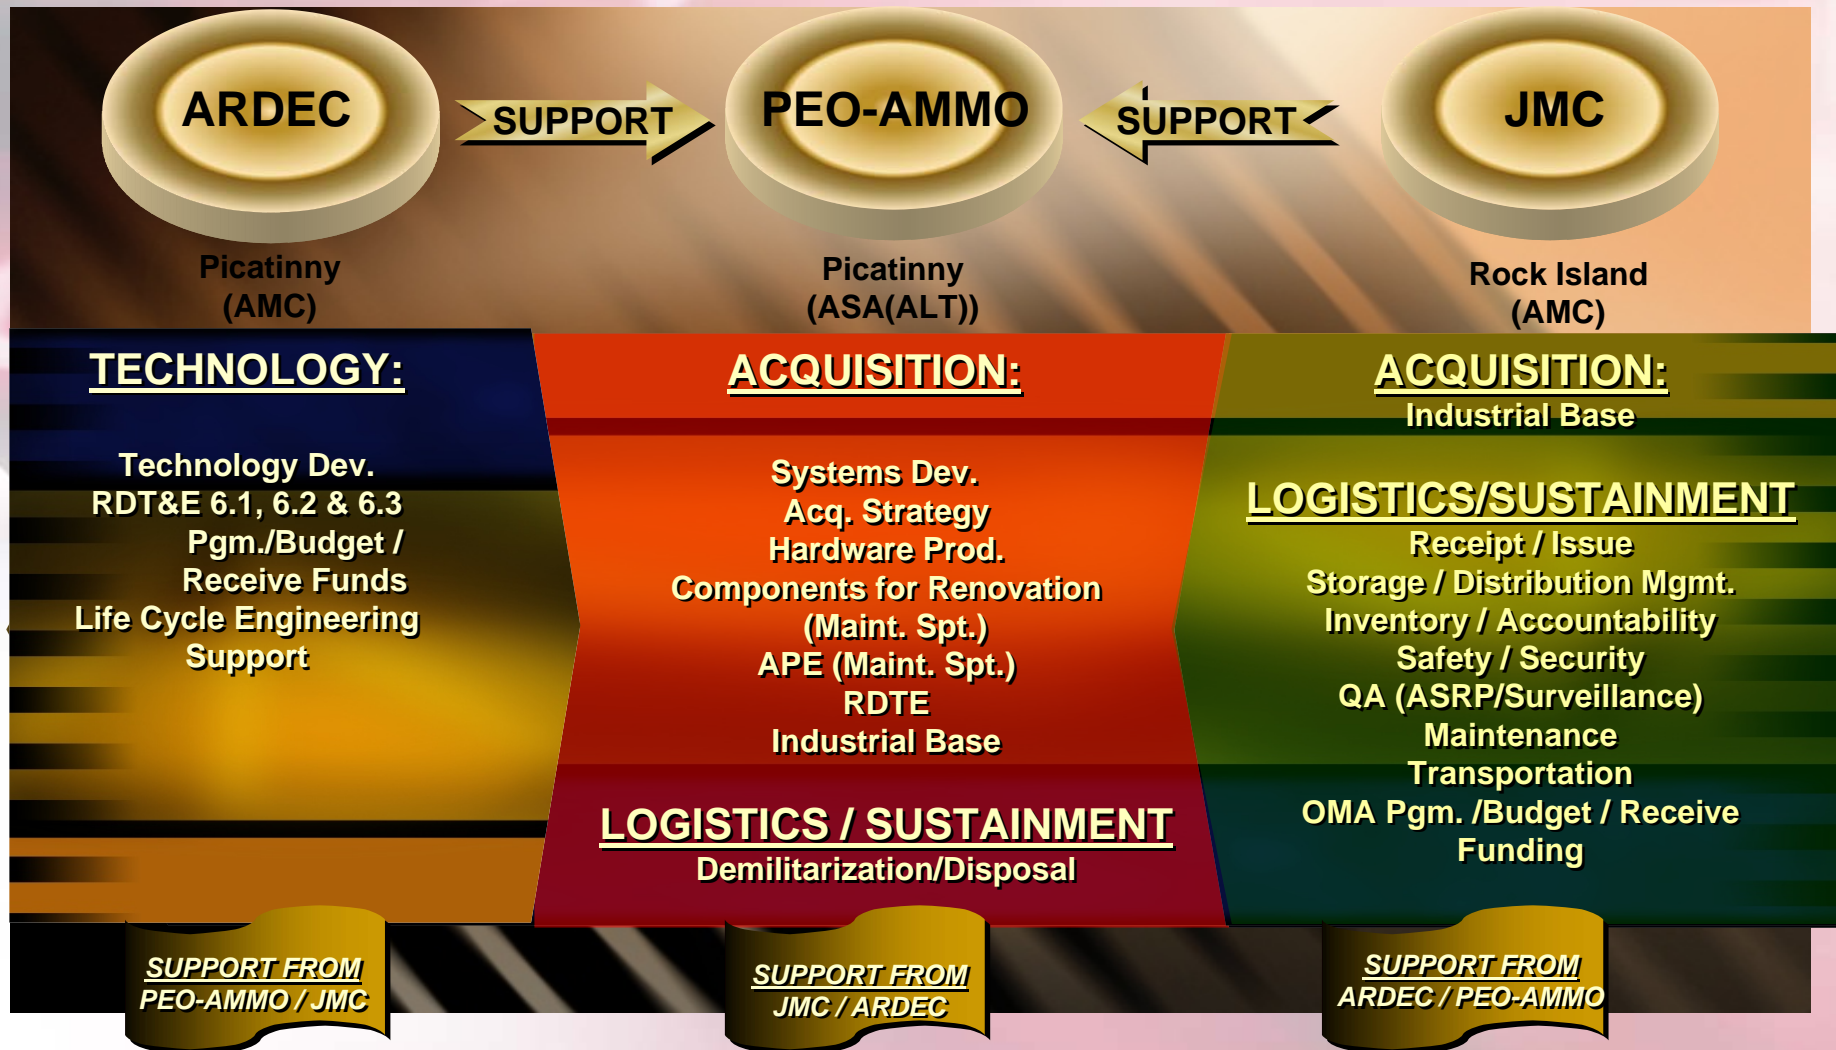 ARDEC
SUPPORT
PEO-AMMO
SUPPORT
JMC
Picatinny
(AMC)
Picatinny
(ASA(ALT))
Rock Island
(AMC)
TECHNOLOGY:
Technology Dev.
RDT&E 6.1, 6.2 & 6.3
Pgm./Budget /
Receive Funds
Life Cycle Engineering
Support
ACQUISITION:
Systems Dev.
Acq. Strategy
Hardware Prod.
Components for Renovation
(Maint. Spt.)
APE (Maint. Spt.)
RDTE
Industrial Base
LOGISTICS / SUSTAINMENT
Demilitarization/Disposal
ACQUISITION:
Industrial Base
LOGISTICS/SUSTAINMENT
Receipt / Issue
Storage / Distribution Mgmt.
Inventory / Accountability
Safety / Security
QA (ASRP/Surveillance)
Maintenance
Transportation
OMA Pgm. /Budget / Receive
Funding
SUPPORT FROM
PEO-AMMO / JMC
SUPPORT FROM
JMC / ARDEC
SUPPORT FROM
ARDEC / PEO-AMMO